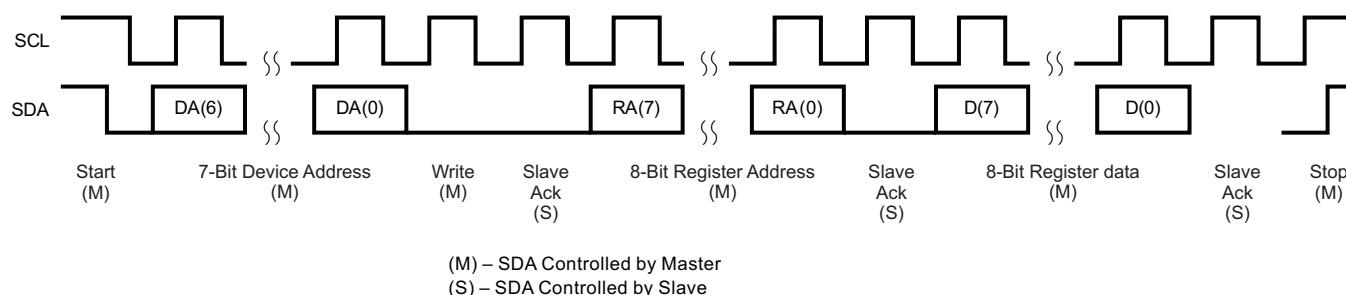 SCL
SDA DA(6) DA(0) RA(7) RA(0) D(7) D(0)
Start 7-Bit Device Address Write Slave 8-Bit Register Address Slave 8-Bit Register data Slave Stop
(M) (M) (M) Ack (M) Ack (M) Ack (M)
(S) (S) (S)
(M) – SDA Controlled by Master
(S) – SDA Controlled by Slave